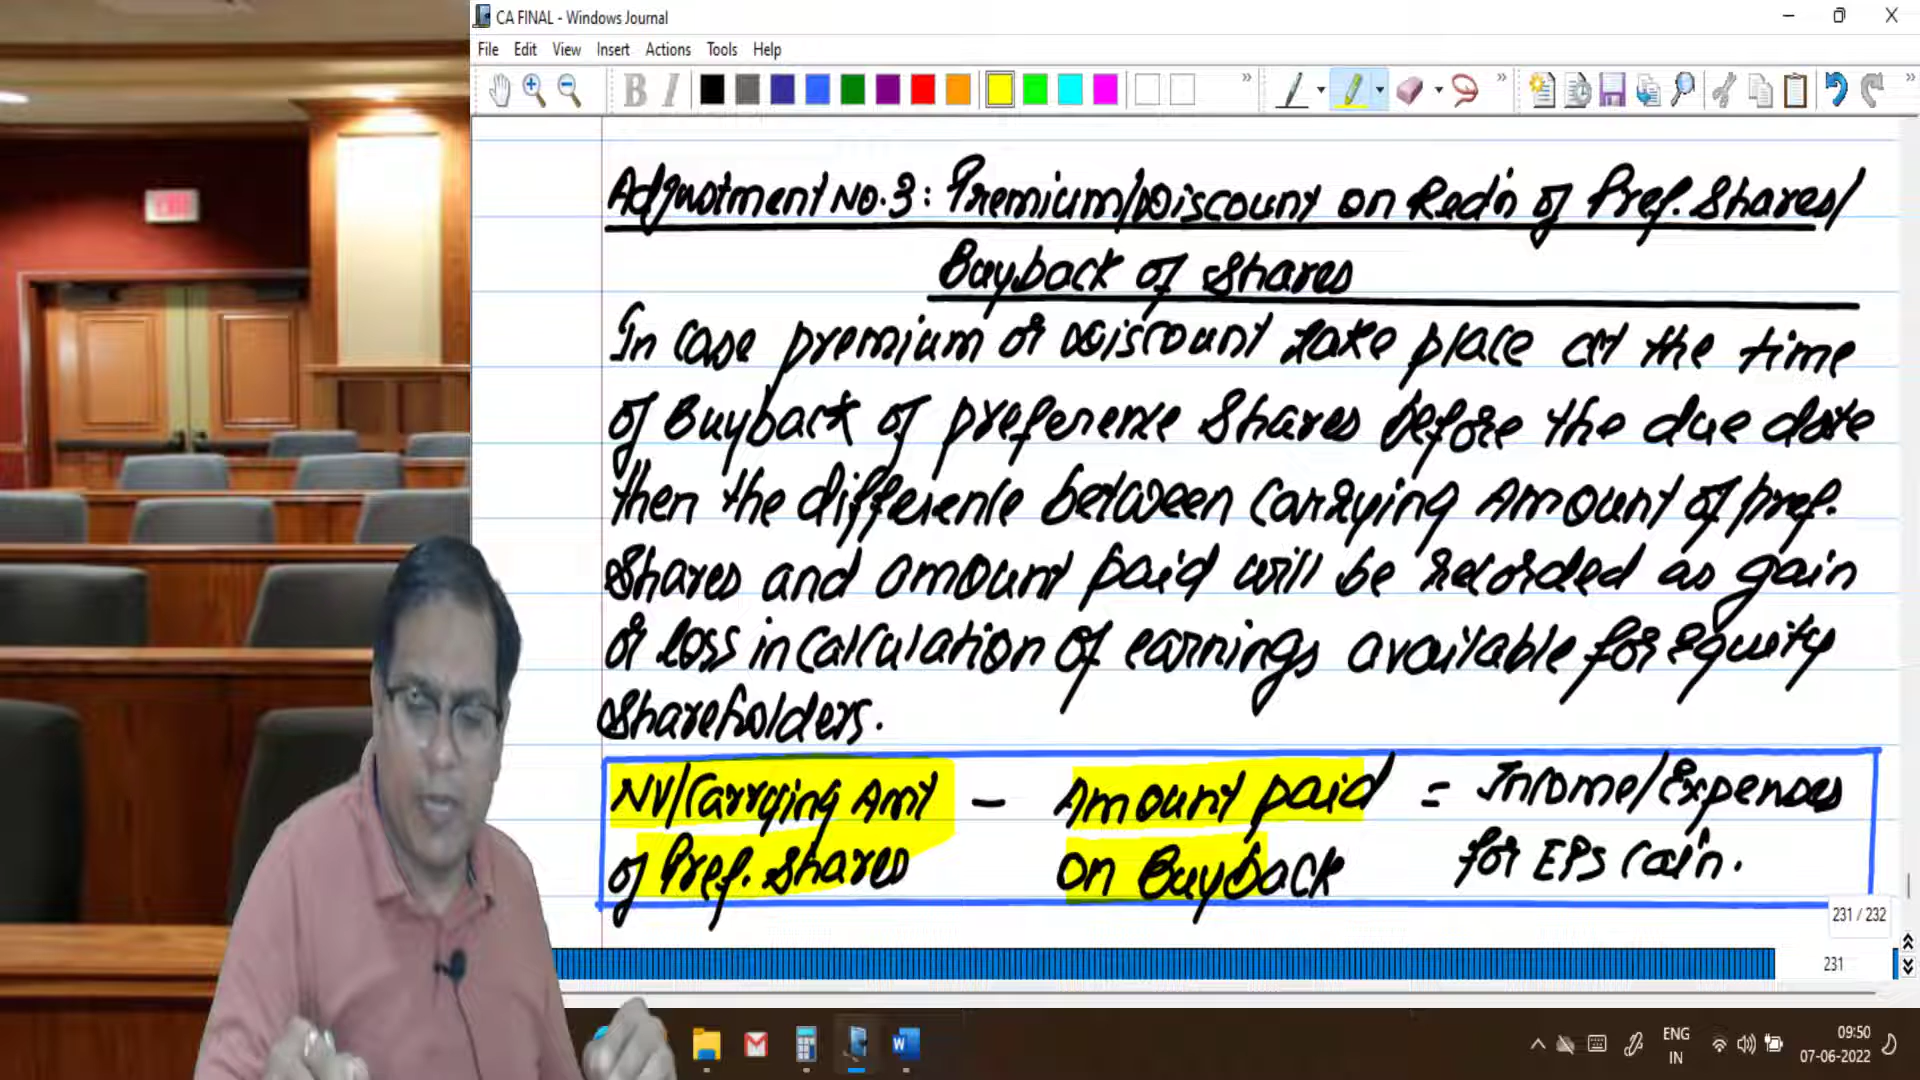 CA FINAL - Windows Journal
File Edit View Insert Actions Tools Help
Adjustment No. 3: Premium/Discount on Red'n of Pref. Shares/
Buyback of Shares
In case premium or Discount take place at the time
of Buyback of preference Shares before the due date
then the difference between Carrying Amount of pref.
Shares and amount paid will be recorded as gain
or loss in calculation of earnings available for equity
Shareholders.
NV/Carrying Amt – Amount paid = Income/Expenses
of Pref. Shares on Buyback for EPS Caln.
231 / 232
231
EXIT
ENG
IN
09:50
07-06-2022